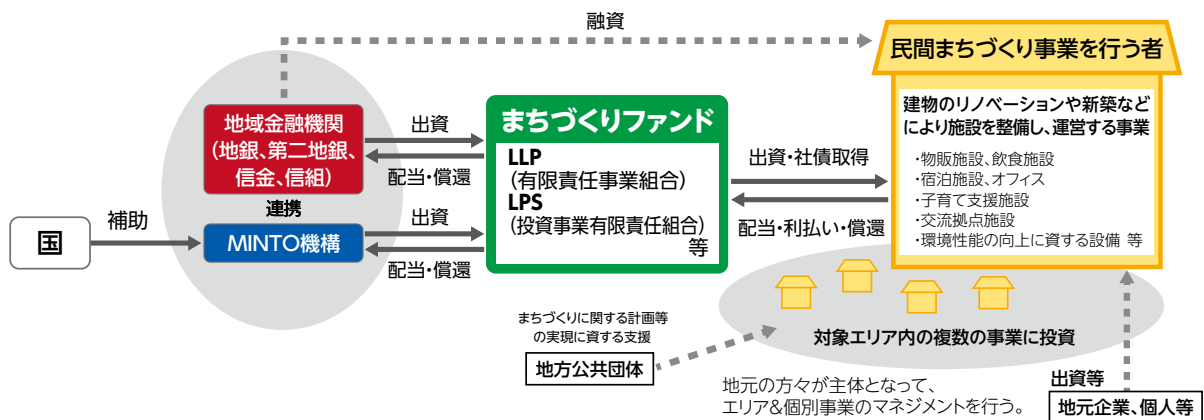 融資
民間まちづくり事業を行う者
建物のリノベーションや新築など
により施設を整備し、運営する事業
・物販施設、飲食施設
・宿泊施設、オフィス
・子育て支援施設
・交流拠点施設
・環境性能の向上に資する設備 等
地域金融機関
(地銀、第二地銀、
信金、信組)
連携
MINTO機構
国
補助
出資
配当・償還
出資
配当・償還
まちづくりファンド
LLP
(有限責任事業組合)
LPS
(投資事業有限責任組合)
等
出資・社債取得
配当・利払い・償還
対象エリア内の複数の事業に投資
まちづくりに関する計画等
の実現に資する支援
地方公共団体
地元の方々が主体となって、
エリア&個別事業のマネジメントを行う。
出資等
地元企業、個人等